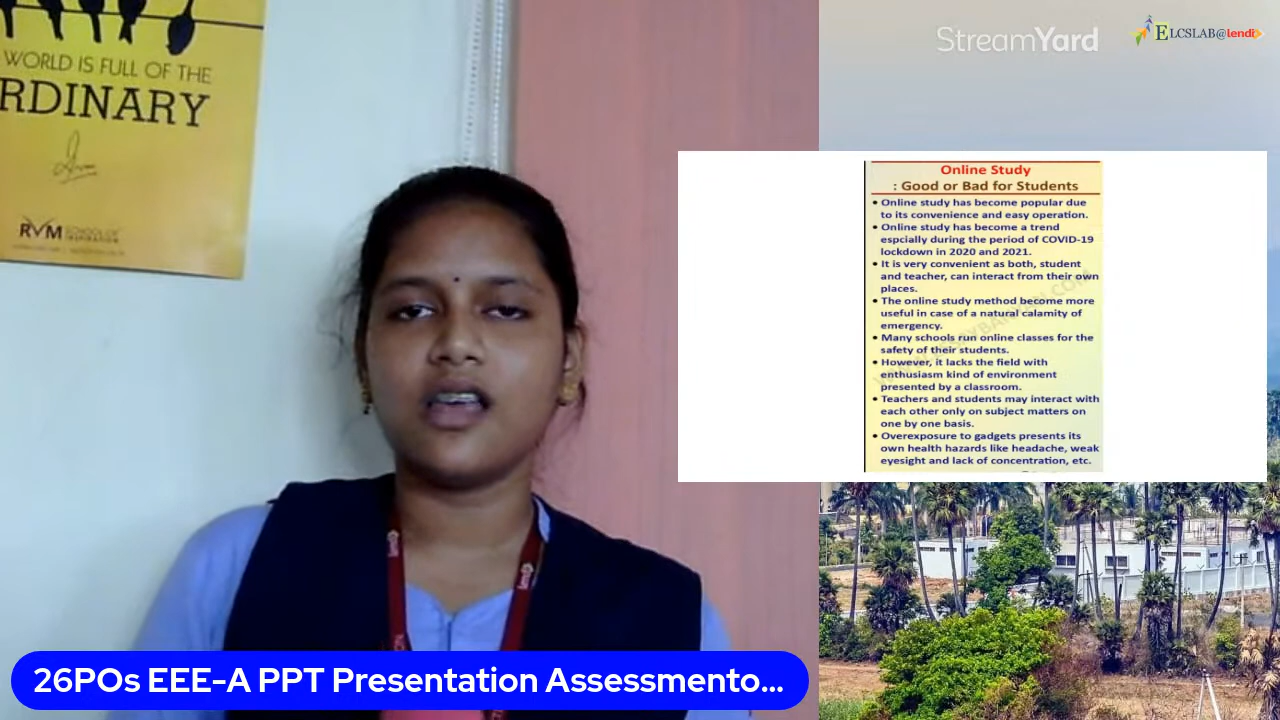 WORLD IS FULL OF THE
RDINARY
RVM SCHOOL OF
INSPIRATION
StreamYard
ELCSLAB@lendi
Online Study
: Good or Bad for Students
• Online study has become popular due
to its convenience and easy operation.
• Online study has become a trend
espcially during the period of COVID-19
lockdown in 2020 and 2021.
• It is very convenient as both, student
and teacher, can interact from their own
places.
• The online study method become more
useful in case of a natural calamity of
emergency.
• Many schools run online classes for the
safety of their students.
• However, it lacks the field with
enthusiasm kind of environment
presented by a classroom.
• Teachers and students may interact with
each other only on subject matters on
one by one basis.
• Overexposure to gadgets presents its
own health hazards like headache, weak
eyesight and lack of concentration, etc.
26POs EEE-A PPT Presentation Assessmento...